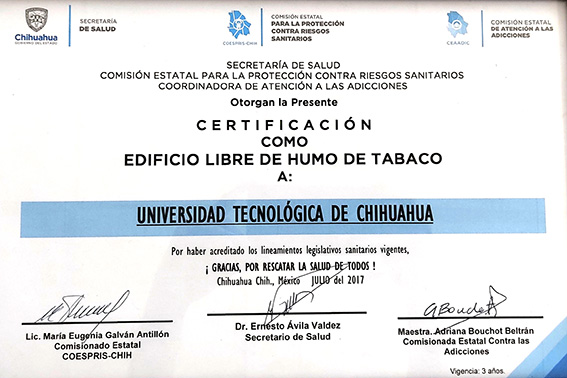 Chihuahua
GOBIERNO DEL ESTADO
SECRETARÍA
DE SALUD
COESPRIS-CHIH
COMISIÓN ESTATAL
PARA LA PROTECCIÓN
CONTRA RIESGOS
SANITARIOS
CEAADIC
COMISIÓN ESTATAL
DE ATENCIÓN A LAS
ADICCIONES
SECRETARÍA DE SALUD
COMISIÓN ESTATAL PARA LA PROTECCIÓN CONTRA RIESGOS SANITARIOS
COORDINADORA DE ATENCIÓN A LAS ADICCIONES
Otorgan la Presente
CERTIFICACIÓN
COMO
EDIFICIO LIBRE DE HUMO DE TABACO
A:
UNIVERSIDAD TECNOLÓGICA DE CHIHUAHUA
Por haber acreditado los lineamientos legislativos sanitarios vigentes,
¡ GRACIAS, POR RESCATAR LA SALUD DE TODOS !
Chihuahua Chih., México JULIO del 2017
Lic. María Eugenia Galván Antillón
Comisionado Estatal
COESPRIS-CHIH
Dr. Ernesto Ávila Valdez
Secretario de Salud
Maestra. Adriana Bouchot Beltrán
Comisionada Estatal Contra las
Adicciones
Vigencia: 3 años.